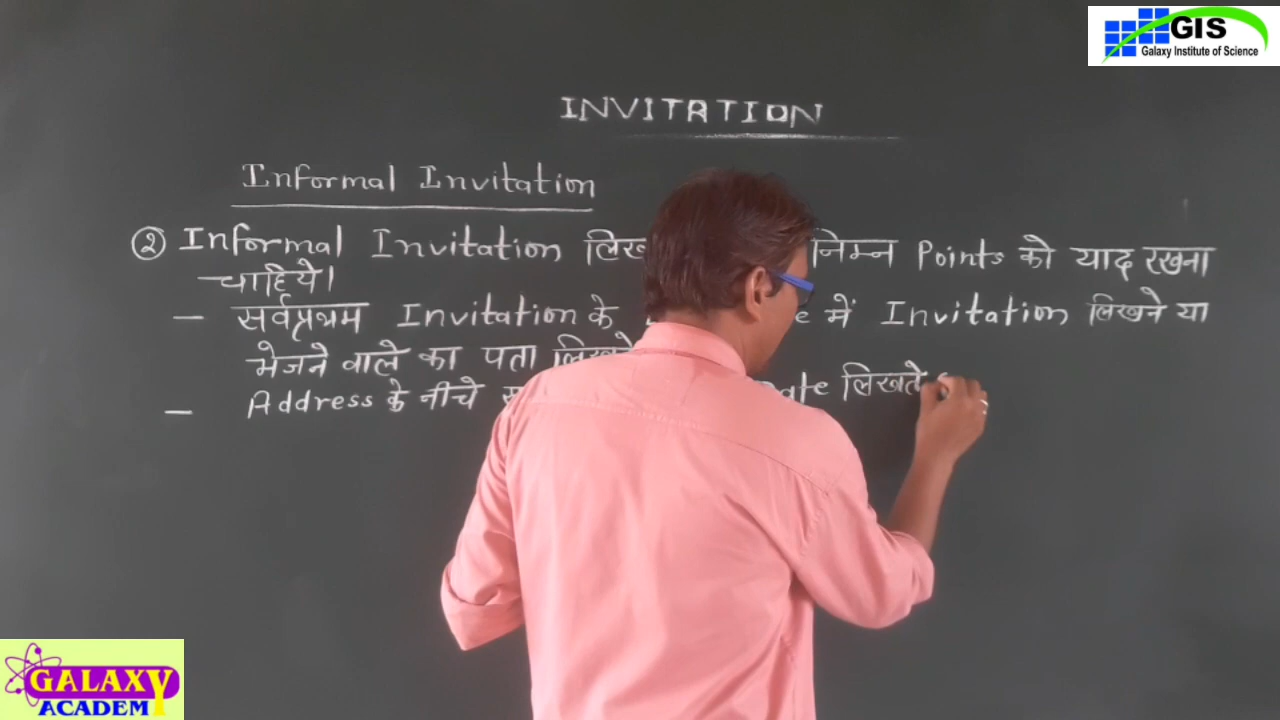 GIS
Galaxy Institute of Science
INVITATION
Informal Invitation
② Informal Invitation निम्न Points को याद रखना
चाहिये।
– सर्वप्रथम Invitation के में Invitation लिखने या
भेजने वाले का पता
– Address के नीचे लिखते
GALAXY
ACADEM